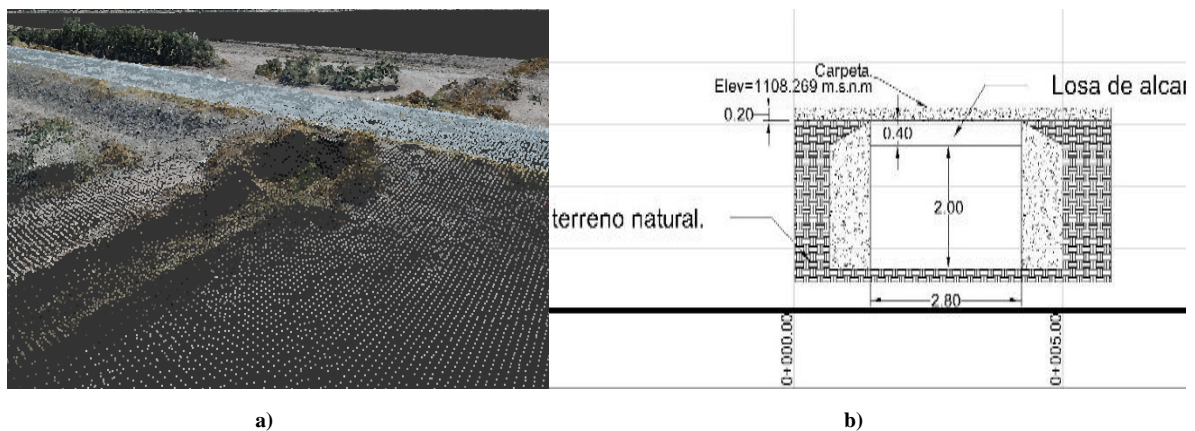 Carpeta.
Elev=1108.269 m.s.n.m
Losa de alcan
0.20
0.40
2.00
terreno natural.
2.80
0+000.00
0+005.00
a)
b)